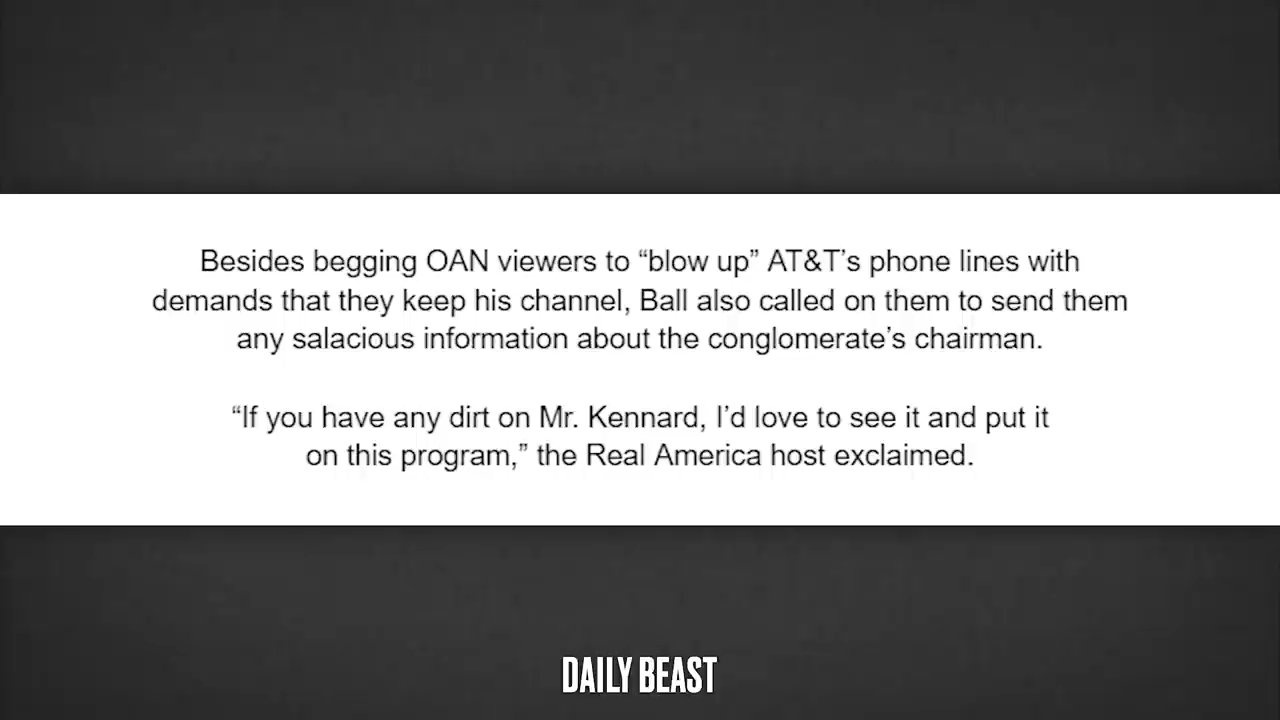 Besides begging OAN viewers to “blow up” AT&T’s phone lines with
demands that they keep his channel, Ball also called on them to send them
any salacious information about the conglomerate’s chairman.
“If you have any dirt on Mr. Kennard, I’d love to see it and put it
on this program,” the Real America host exclaimed.
DAILY BEAST